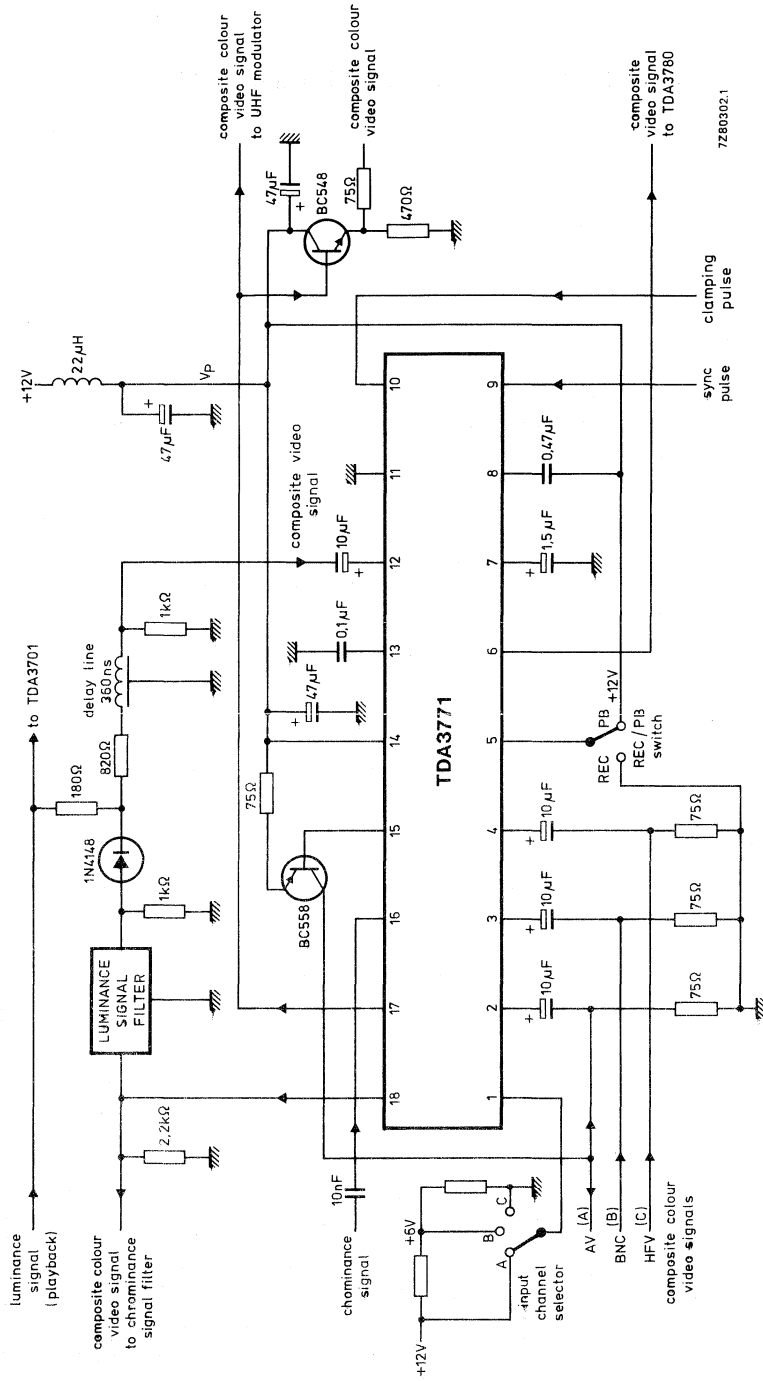 luminance
signal
(playback)
to TDA3701
composite colour
video signal
to chrominance
signal filter
2,2kΩ
LUMINANCE
SIGNAL
FILTER
1kΩ
1N4148
180Ω
820Ω
delay line
360ns
1kΩ
+12V
22µH
+
47µF
VP
composite colour
video signal
to UHF modulator
47µF
+
BC548
75Ω
composite colour
video signal
470Ω
chominance
signal
10nF
BC558
75Ω
+
47µF
0,1µF
composite video
signal
10µF
+
18
17
16
15
14
13
12
11
10
TDA3771
1
2
3
4
5
6
7
8
9
+12V
+6V
A
B
C
input
channel
selector
+
10µF
+
10µF
+
10µF
75Ω
75Ω
75Ω
REC
PB
+12V
REC/PB
switch
+
1,5µF
0,47µF
sync
pulse
clamping
pulse
AV (A)
BNC (B)
HFV (C)
composite colour
video signals
composite
video signal
to TDA3780
7Z80302.1